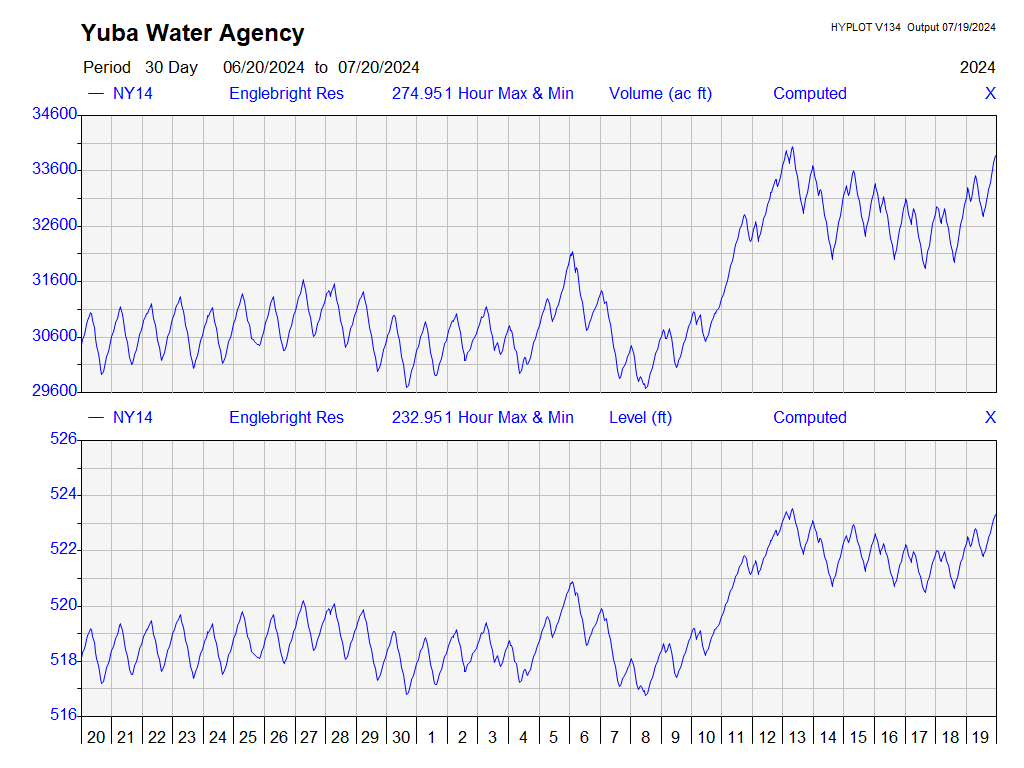 Yuba Water Agency
HYPLOT V134 Output 07/19/2024
Period 30 Day 06/20/2024 to 07/20/2024
2024
NY14 Englebright Res 274.951 Hour Max & Min Volume (ac ft) Computed X
34600
33600
32600
31600
30600
29600
NY14 Englebright Res 232.951 Hour Max & Min Level (ft) Computed X
526
524
522
520
518
516
20 21 22 23 24 25 26 27 28 29 30 1 2 3 4 5 6 7 8 9 10 11 12 13 14 15 16 17 18 19